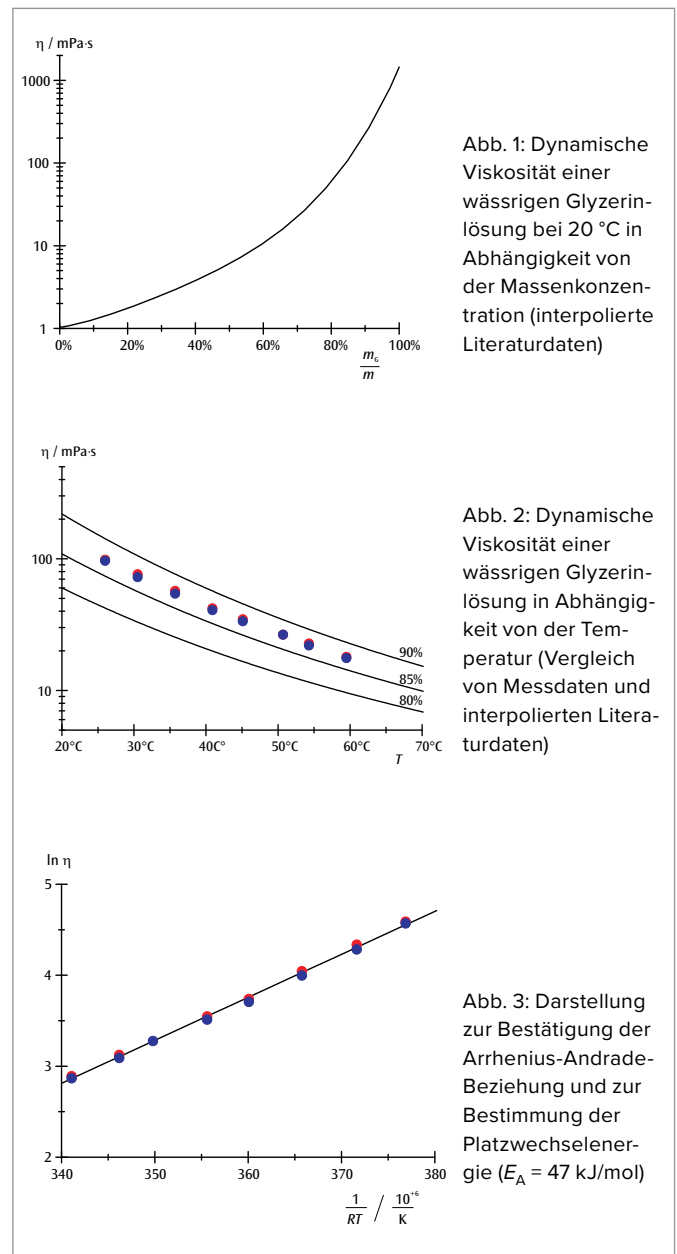 η / mPa·s
1000
100
10
1
0%
20%
40%
60%
80%
100%
m_G
m
Abb. 1: Dynamische
Viskosität einer
wässrigen Glyzerin-
lösung bei 20 °C in
Abhängigkeit von
der Massenkonzen-
tration (interpolierte
Literaturdaten)
η / mPa·s
100
10
90%
85%
80%
20°C
30°C
40C°
50°C
60°C
70°C
T
Abb. 2: Dynamische
Viskosität einer
wässrigen Glyzerin-
lösung in Abhängig-
keit von der Tem-
peratur (Vergleich
von Messdaten und
interpolierten Litera-
turdaten)
ln η
5
4
3
2
340
350
360
370
380
1
RT
/
10⁺⁶
K
Abb. 3: Darstellung
zur Bestätigung der
Arrhenius-Andrade-
Beziehung und zur
Bestimmung der
Platzwechselener-
gie (E_A = 47 kJ/mol)